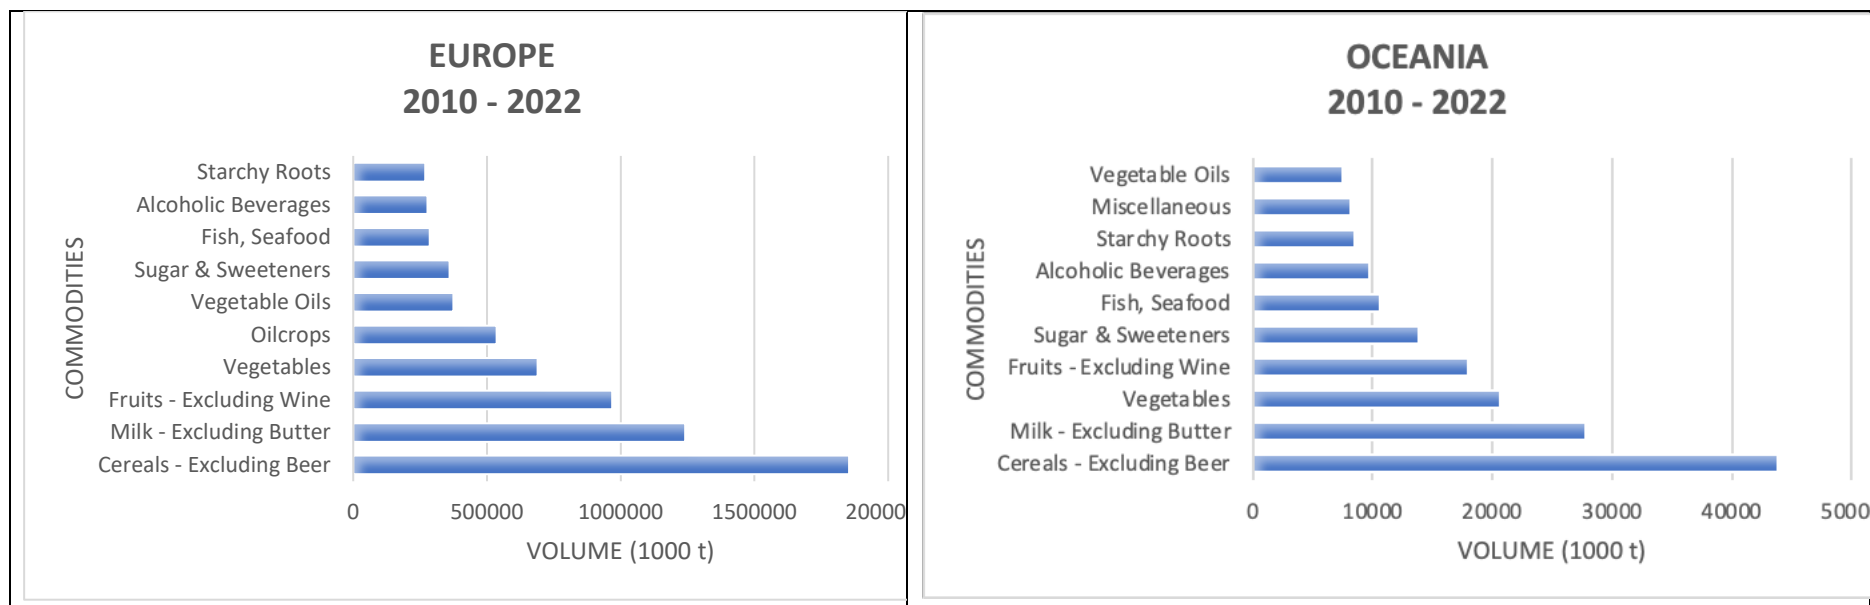 EUROPE
2010 - 2022
COMMODITIES
Starchy Roots
Alcoholic Beverages
Fish, Seafood
Sugar & Sweeteners
Vegetable Oils
Oilcrops
Vegetables
Fruits - Excluding Wine
Milk - Excluding Butter
Cereals - Excluding Beer
0 500000 1000000 1500000 20000
VOLUME (1000 t)
OCEANIA
2010 - 2022
COMMODITIES
Vegetable Oils
Miscellaneous
Starchy Roots
Alcoholic Beverages
Fish, Seafood
Sugar & Sweeteners
Fruits - Excluding Wine
Vegetables
Milk - Excluding Butter
Cereals - Excluding Beer
0 10000 20000 30000 40000 5000
VOLUME (1000 t)